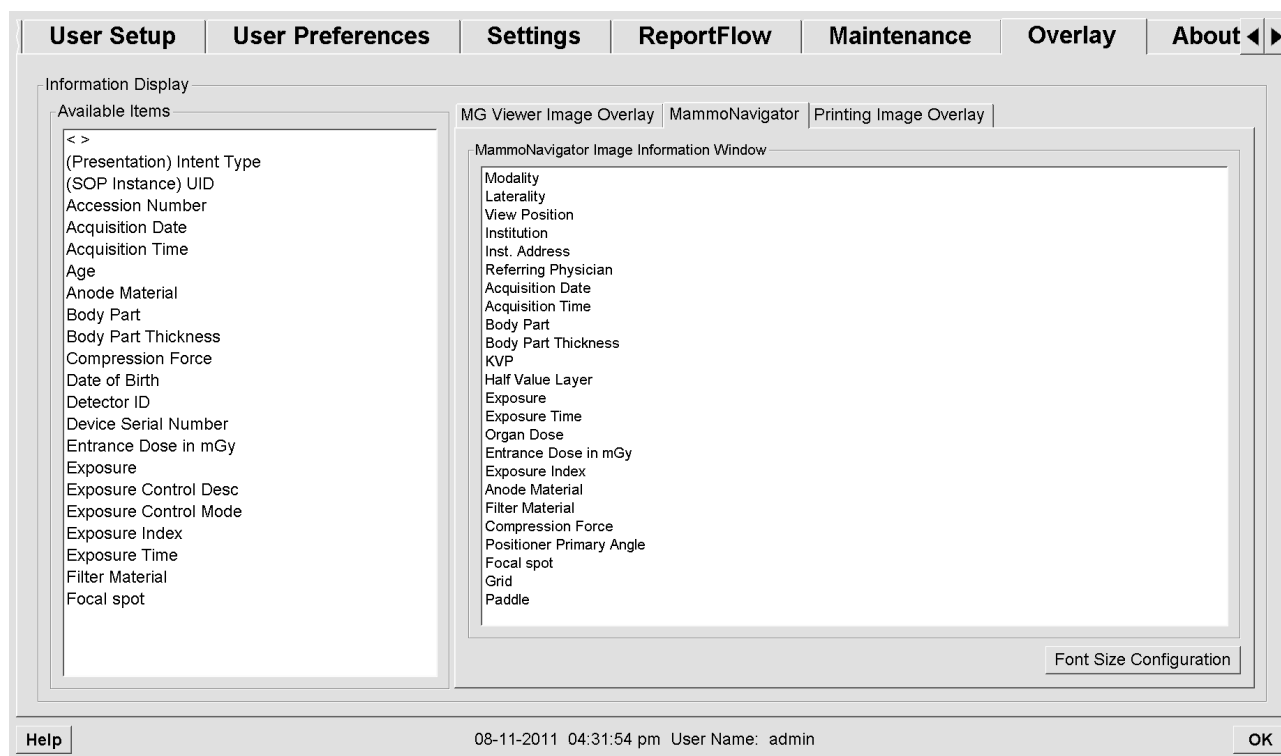 User Setup User Preferences Settings ReportFlow Maintenance Overlay About
Information Display
Available Items
< >
(Presentation) Intent Type
(SOP Instance) UID
Accession Number
Acquisition Date
Acquisition Time
Age
Anode Material
Body Part
Body Part Thickness
Compression Force
Date of Birth
Detector ID
Device Serial Number
Entrance Dose in mGy
Exposure
Exposure Control Desc
Exposure Control Mode
Exposure Index
Exposure Time
Filter Material
Focal spot
MG Viewer Image Overlay MammoNavigator Printing Image Overlay
MammoNavigator Image Information Window
Modality
Laterality
View Position
Institution
Inst. Address
Referring Physician
Acquisition Date
Acquisition Time
Body Part
Body Part Thickness
KVP
Half Value Layer
Exposure
Exposure Time
Organ Dose
Entrance Dose in mGy
Exposure Index
Anode Material
Filter Material
Compression Force
Positioner Primary Angle
Focal spot
Grid
Paddle
Font Size Configuration
Help 08-11-2011 04:31:54 pm User Name: admin OK